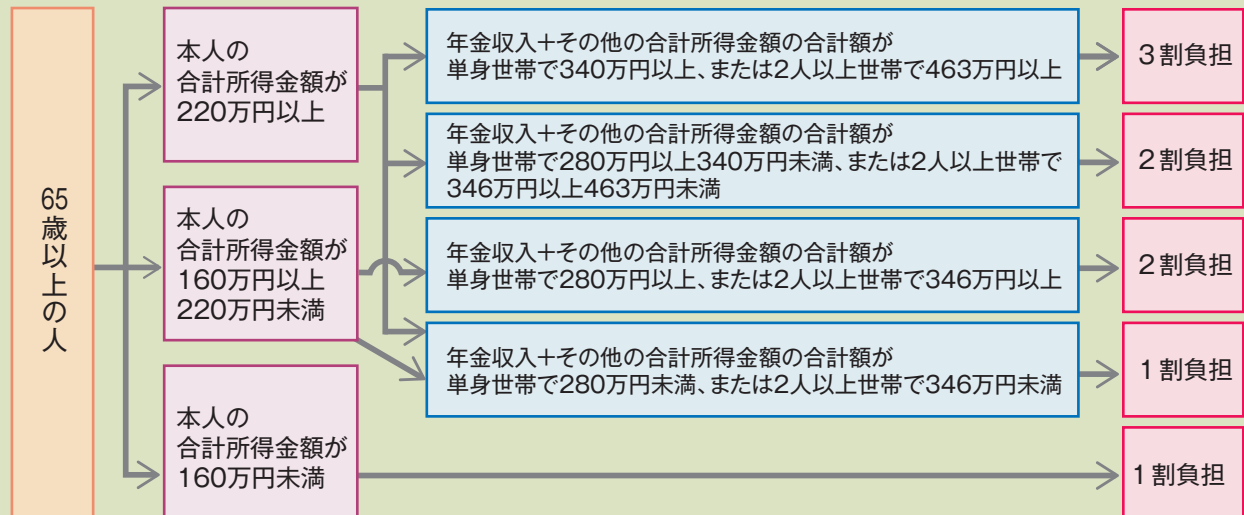 65歳以上の人
本人の
合計所得金額が
220万円以上
年金収入+その他の合計所得金額の合計額が
単身世帯で340万円以上、または2人以上世帯で463万円以上
3割負担
年金収入+その他の合計所得金額の合計額が
単身世帯で280万円以上340万円未満、または2人以上世帯で
346万円以上463万円未満
2割負担
本人の
合計所得金額が
160万円以上
220万円未満
年金収入+その他の合計所得金額の合計額が
単身世帯で280万円以上、または2人以上世帯で346万円以上
2割負担
年金収入+その他の合計所得金額の合計額が
単身世帯で280万円未満、または2人以上世帯で346万円未満
1割負担
本人の
合計所得金額が
160万円未満
1割負担